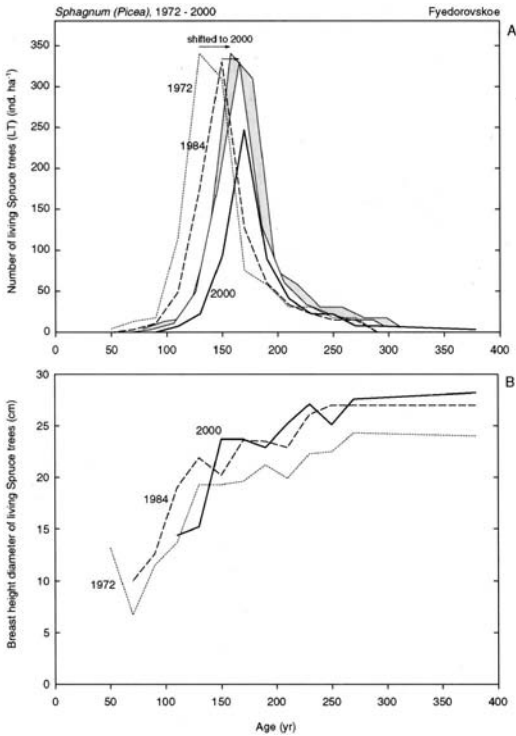 Sphagnum (Picea), 1972 - 2000 Fyedorovskoe
A
shifted to 2000
1972
1984
2000
Number of living Spruce trees (LT) (ind. ha⁻¹)
350
300
250
200
150
100
50
0
0 50 100 150 200 250 300 350 400
B
2000
1984
1972
Breast height diameter of living Spruce trees (cm)
30
25
20
15
10
5
0
0 50 100 150 200 250 300 350 400
Age (yr)